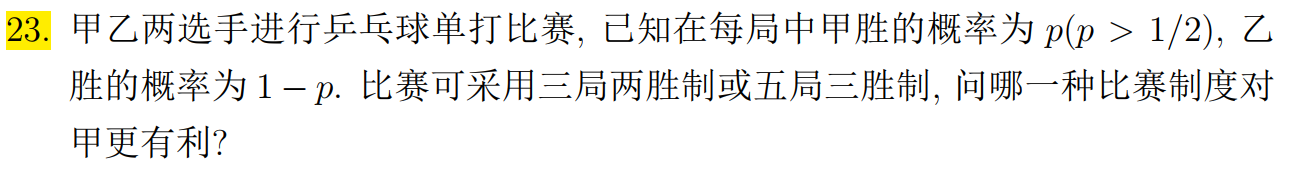 23. 甲乙两选手进行乒乓球单打比赛, 已知在每局中甲胜的概率为 p(p > 1/2), 乙
胜的概率为 1 − p. 比赛可采用三局两胜制或五局三胜制, 问哪一种比赛制度对
甲更有利?